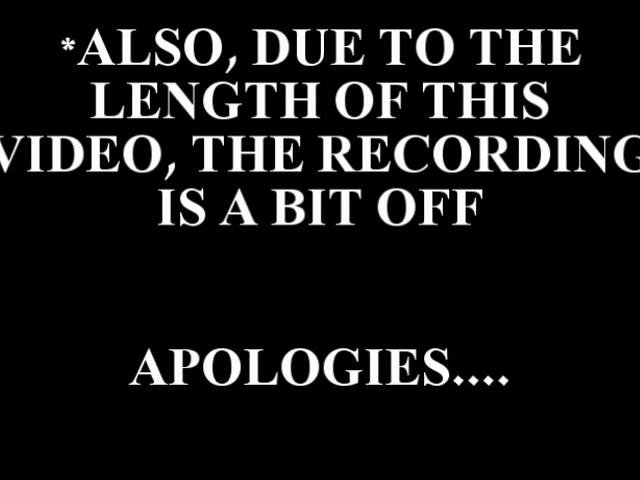 *ALSO, DUE TO THE
LENGTH OF THIS
VIDEO, THE RECORDING
IS A BIT OFF
APOLOGIES....